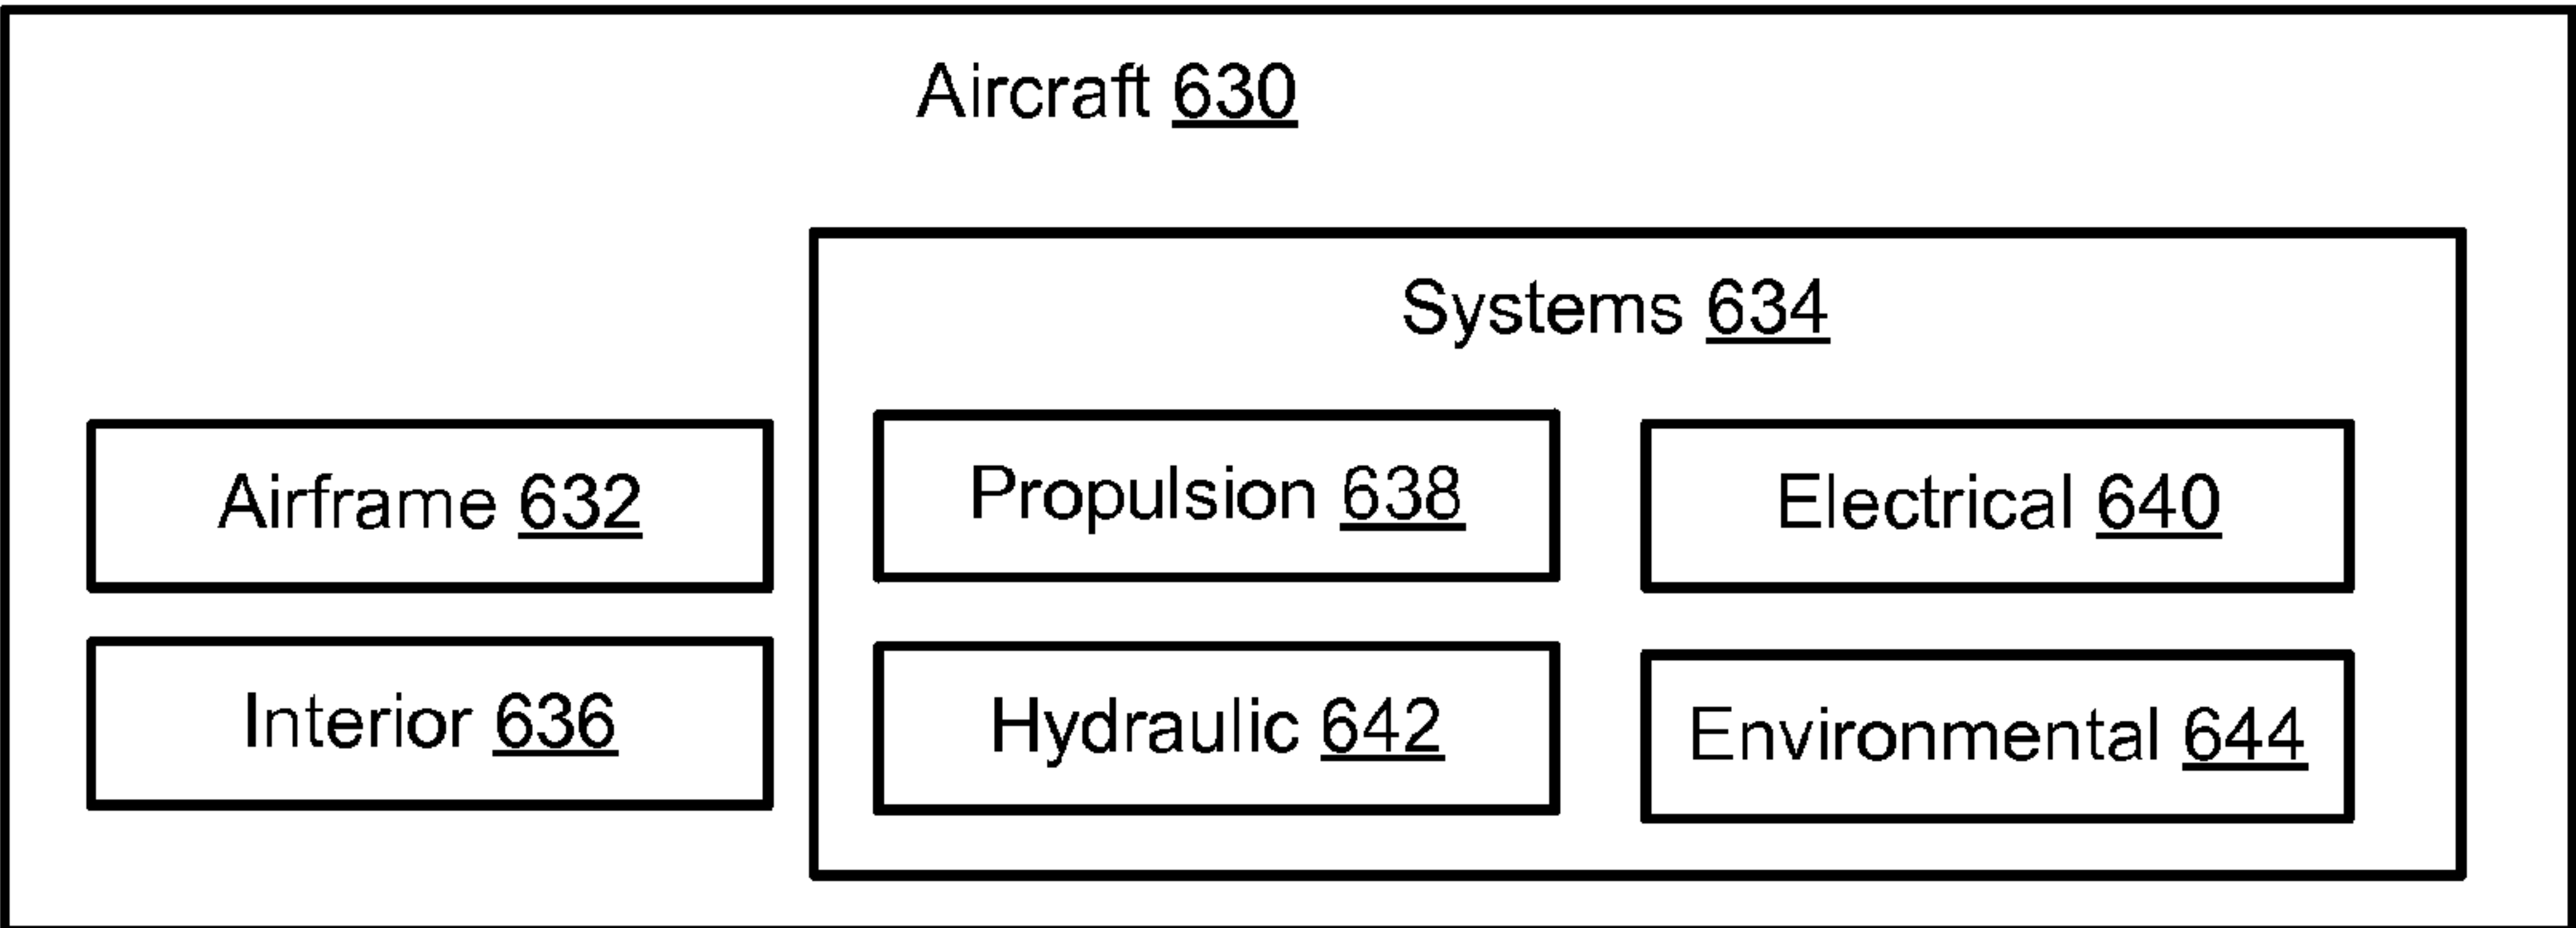 Aircraft 630
Systems 634
Airframe 632
Propulsion 638
Electrical 640
Interior 636
Hydraulic 642
Environmental 644